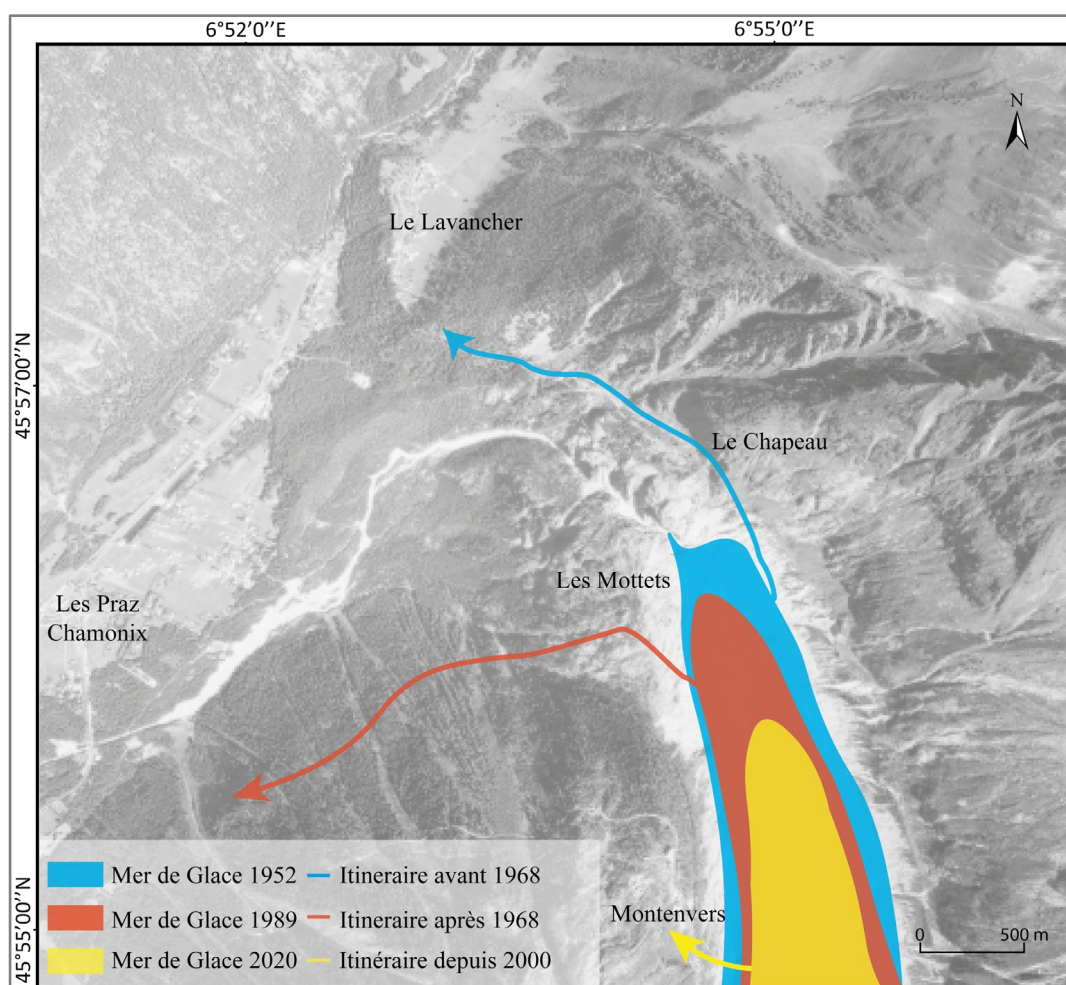 6°52'0''E
6°55'0''E
N
Le Lavancher
45°57'00''N
Le Chapeau
Les Mottets
Les Praz
Chamonix
Mer de Glace 1952
Itineraire avant 1968
Mer de Glace 1989
Itineraire après 1968
Mer de Glace 2020
Itinéraire depuis 2000
Montenvers
45°55'00''N
0
500 m